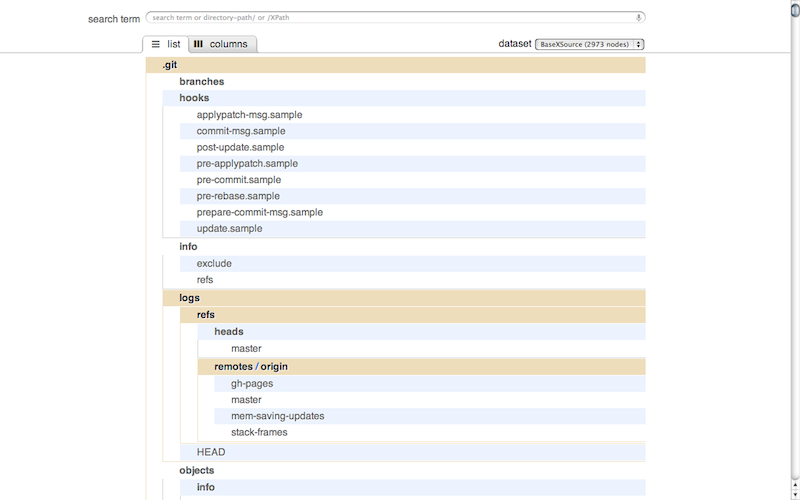 search term
search term or directory-path/ or /XPath
list
columns
dataset
BaseXSource (2973 nodes)
.git
branches
hooks
applypatch-msg.sample
commit-msg.sample
post-update.sample
pre-applypatch.sample
pre-commit.sample
pre-rebase.sample
prepare-commit-msg.sample
update.sample
info
exclude
refs
logs
refs
heads
master
remotes / origin
gh-pages
master
mem-saving-updates
stack-frames
HEAD
objects
info